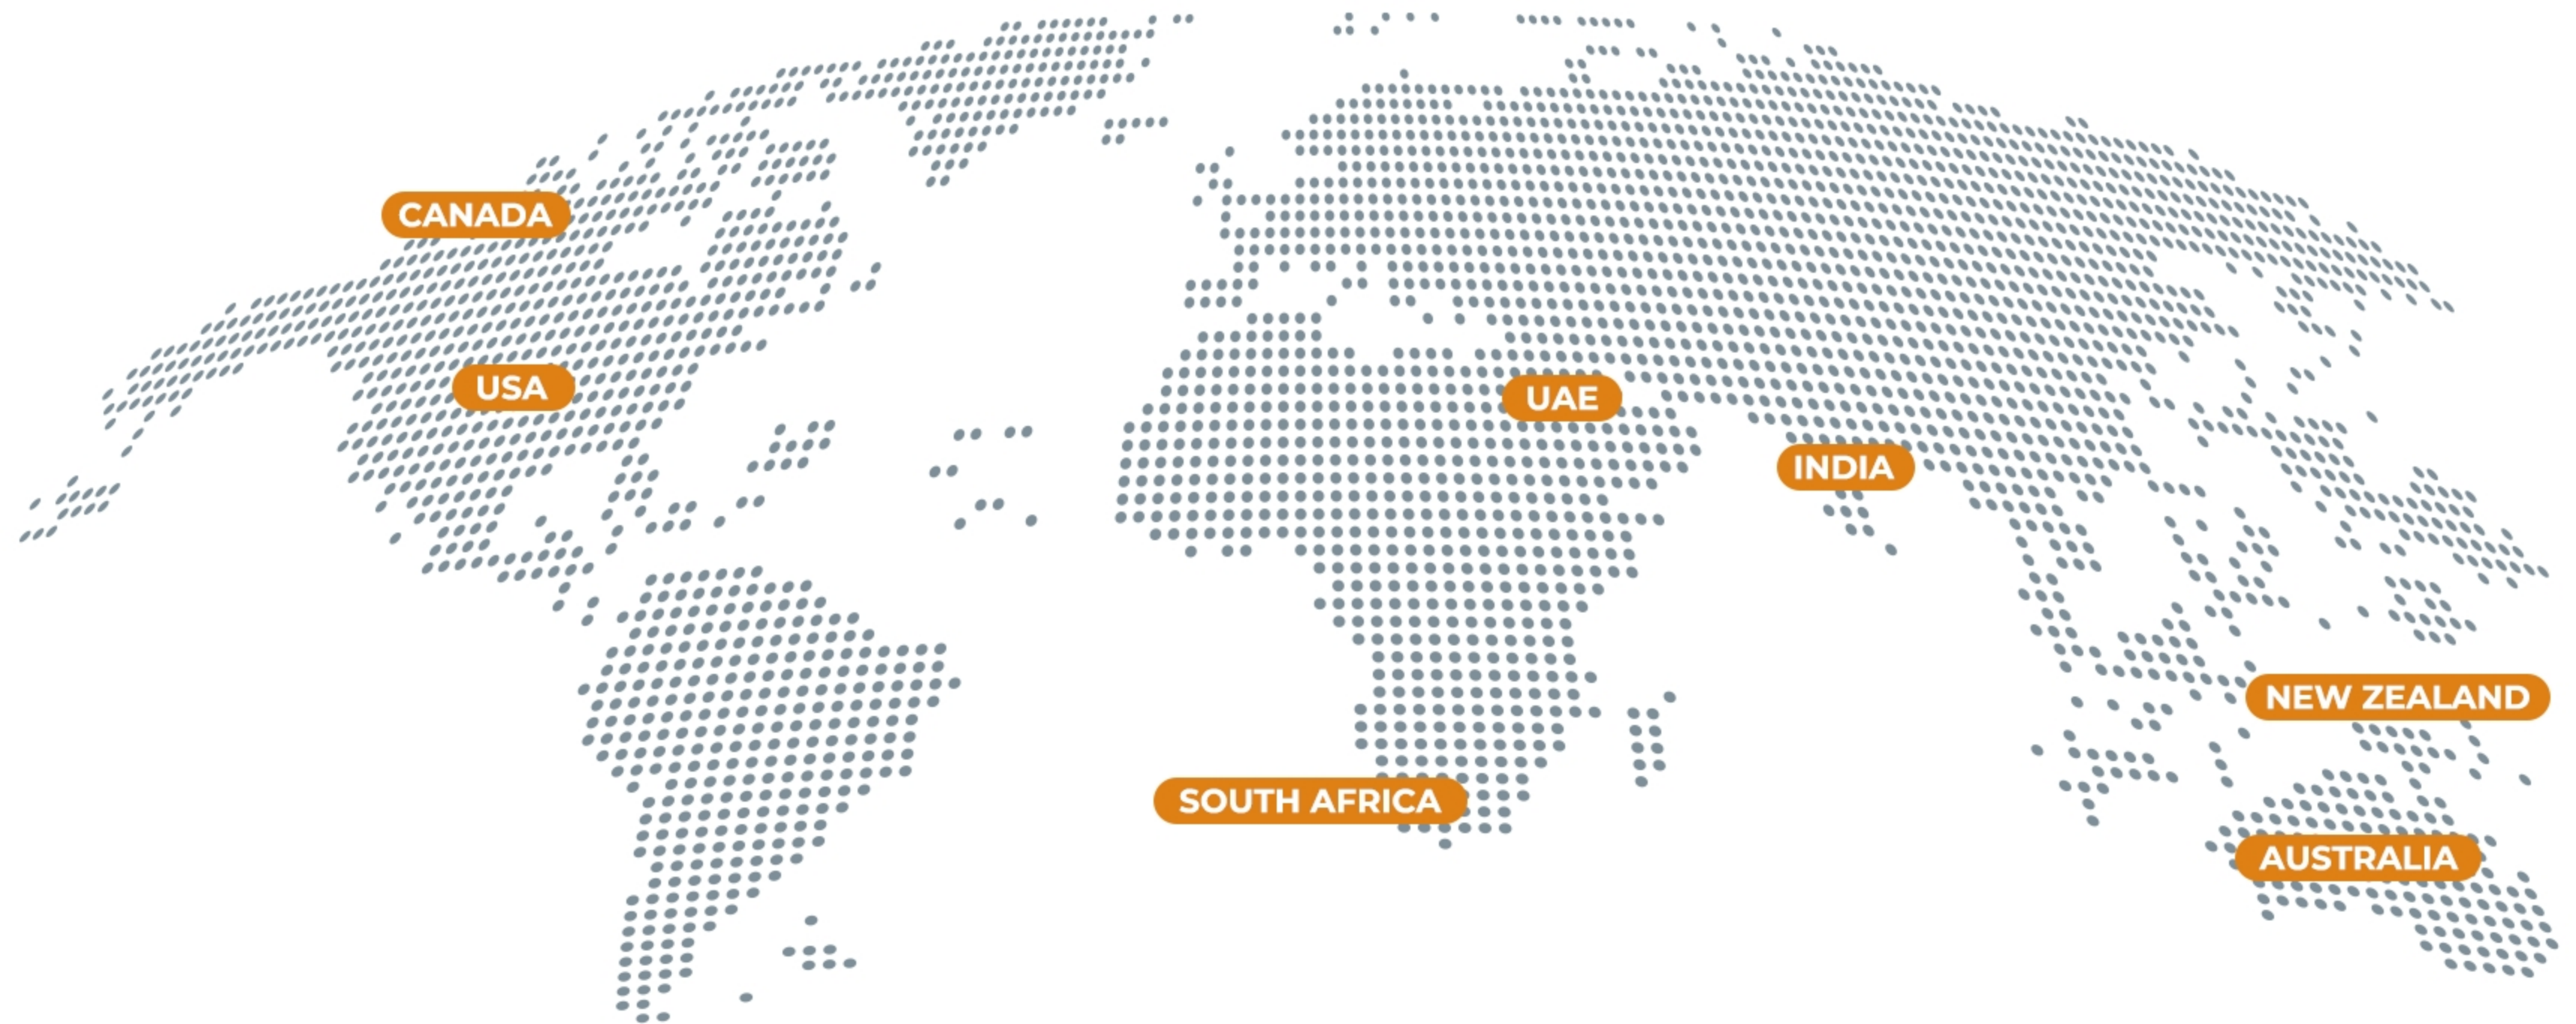 CANADA
USA
UAE
INDIA
NEW ZEALAND
SOUTH AFRICA
AUSTRALIA